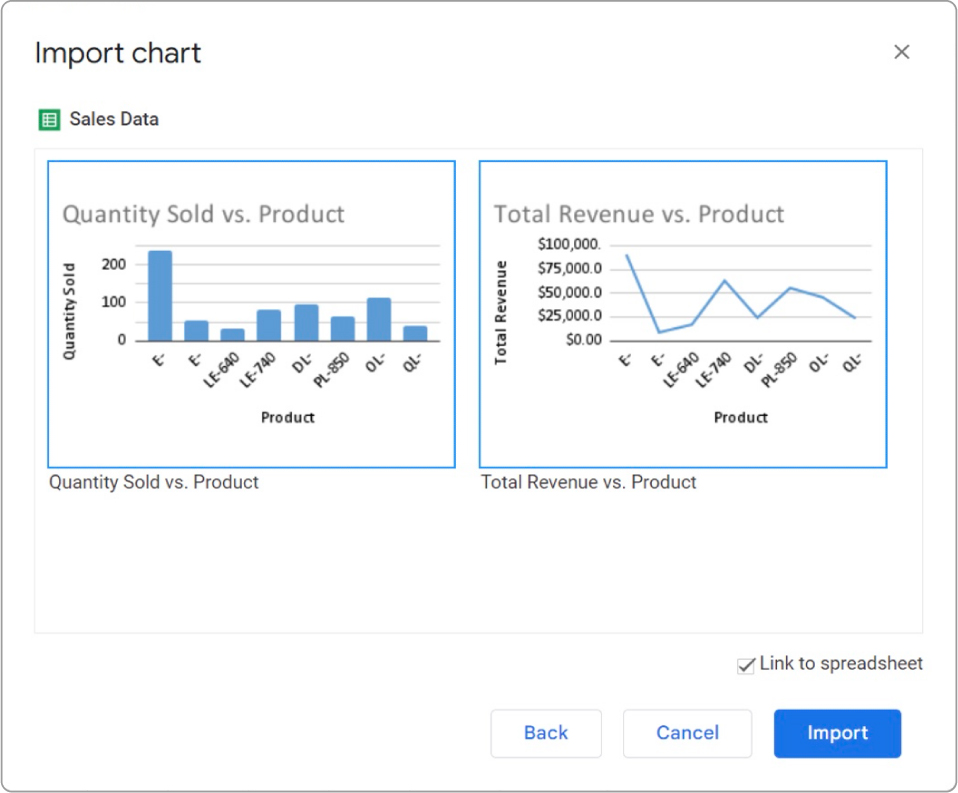 Import chart
Sales Data
Quantity Sold vs. Product
Quantity Sold
200
100
0
E-
E-
LE-640
LE-740
DL-
PL-850
OL-
QL-
Product
Quantity Sold vs. Product
Total Revenue vs. Product
Total Revenue
$100,000.
$75,000.0
$50,000.0
$25,000.0
$0.00
E-
E-
LE-640
LE-740
DL-
PL-850
OL-
QL-
Product
Total Revenue vs. Product
Link to spreadsheet
Back
Cancel
Import